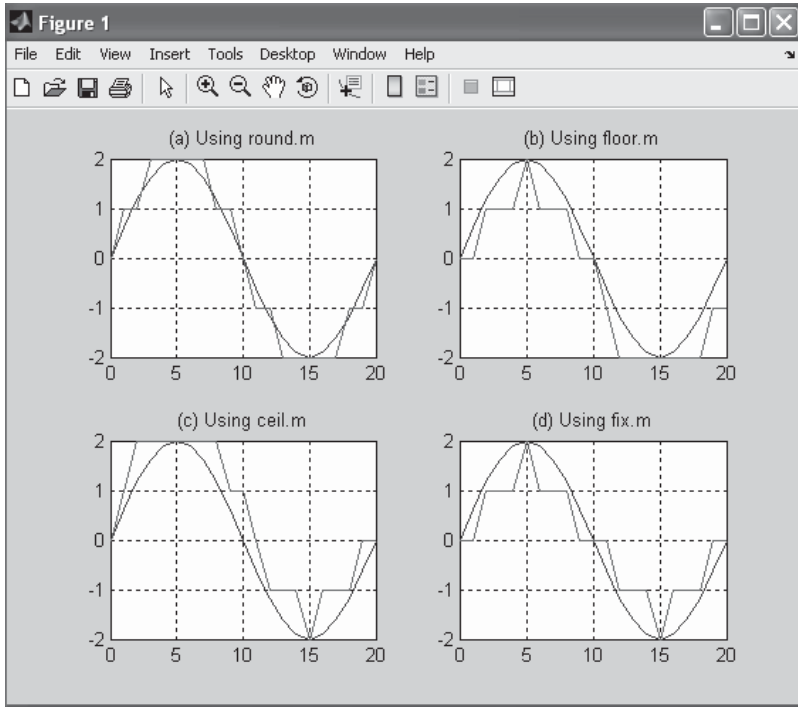 Figure 1
File Edit View Insert Tools Desktop Window Help
(a) Using round.m
2
1
0
-1
-2
0 5 10 15 20
(b) Using floor.m
2
1
0
-1
-2
0 5 10 15 20
(c) Using ceil.m
2
1
0
-1
-2
0 5 10 15 20
(d) Using fix.m
2
1
0
-1
-2
0 5 10 15 20